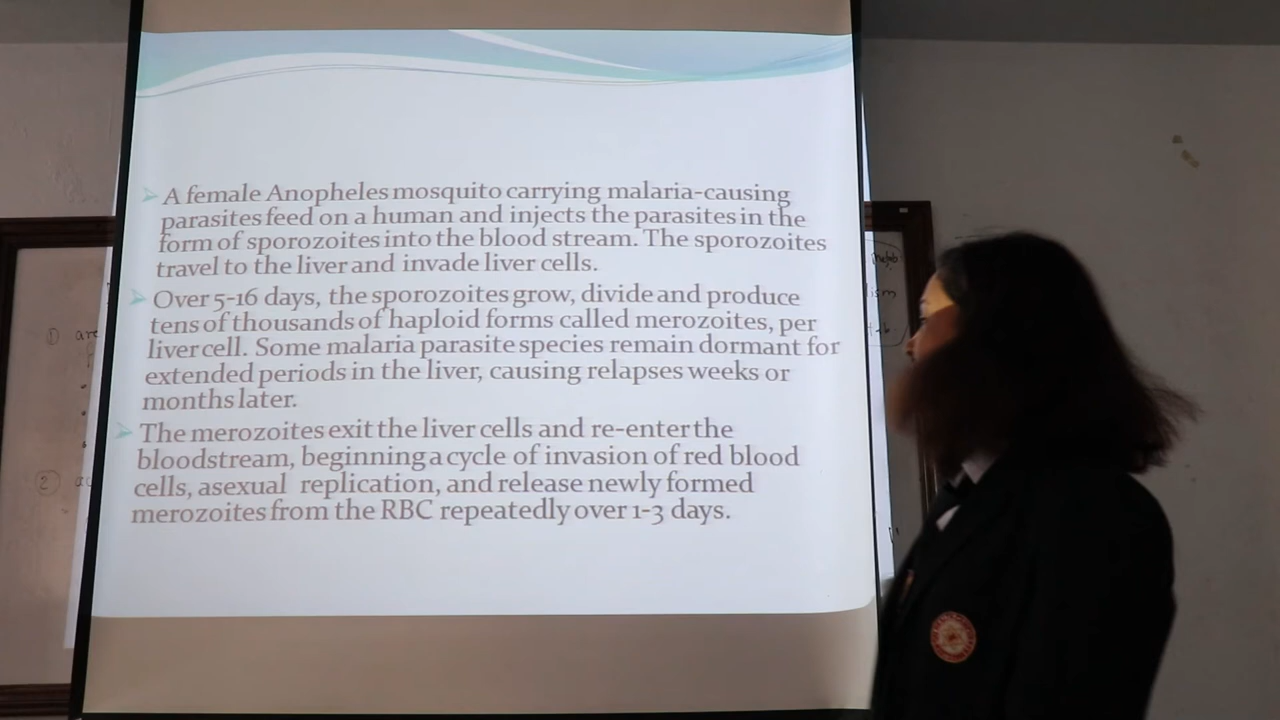 A female Anopheles mosquito carrying malaria-causing
parasites feed on a human and injects the parasites in the
form of sporozoites into the blood stream. The sporozoites
travel to the liver and invade liver cells.
Over 5-16 days, the sporozoites grow, divide and produce
tens of thousands of haploid forms called merozoites, per
liver cell. Some malaria parasite species remain dormant for
extended periods in the liver, causing relapses weeks or
months later.
The merozoites exit the liver cells and re-enter the
bloodstream, beginning a cycle of invasion of red blood
cells, asexual replication, and release newly formed
merozoites from the RBC repeatedly over 1-3 days.
1 are
2